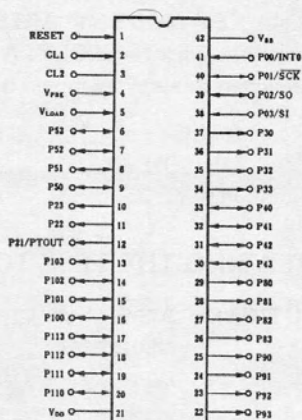 RESET 1 42 VSS
CL1 2 41 P00/INT0
CL2 3 40 P01/SCK
VPRE 4 39 P02/SO
VLOAD 5 38 P03/SI
P52 6 37 P30
P52 7 36 P31
P51 8 35 P32
P50 9 34 P33
P23 10 33 P40
P22 11 32 P41
P21/PTOUT 12 31 P42
P103 13 30 P43
P102 14 29 P80
P101 15 28 P81
P100 16 27 P82
P113 17 26 P83
P112 18 25 P90
P111 19 24 P91
P110 20 23 P92
VDD 21 22 P93